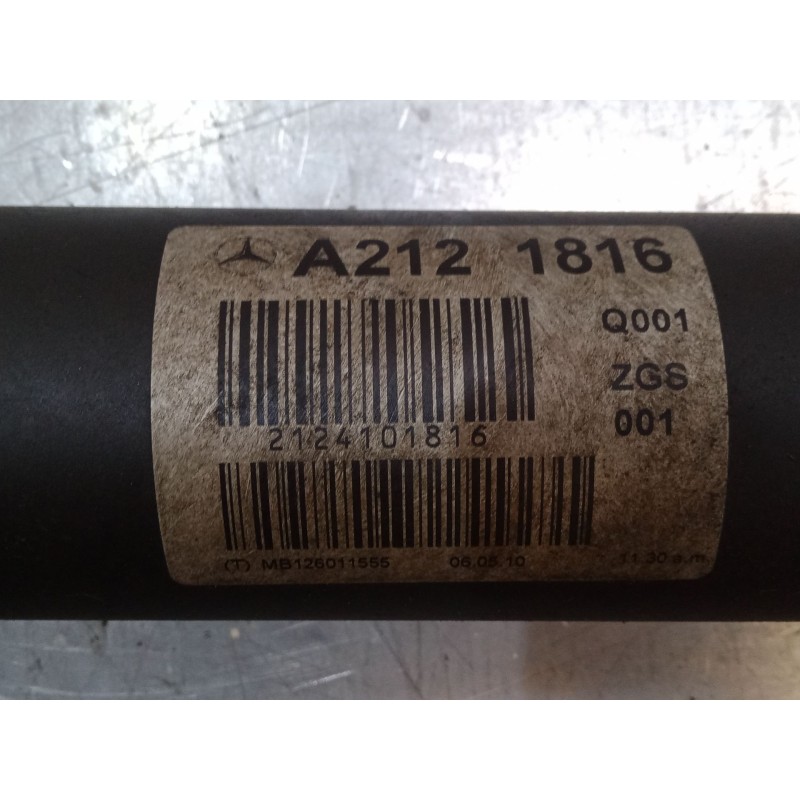 A212 1816
Q001
ZGS
001
2124101816
(T) MB126011555 06.05.10 11.30 a.m